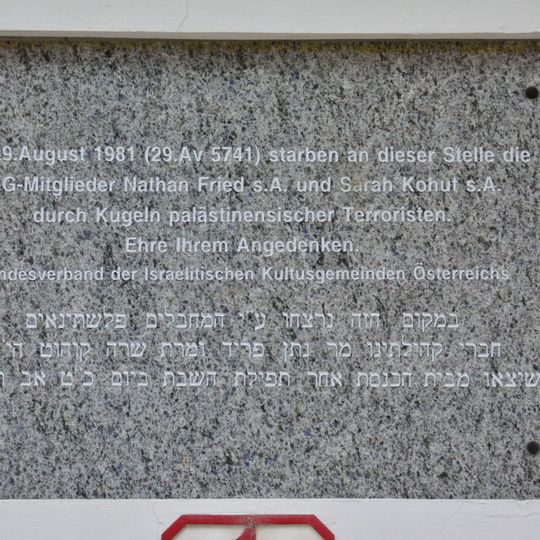 9.August 1981 (29.Av 5741) starben an dieser Stelle die
G-Mitglieder Nathan Fried s.A. und Sarah Kohut s.A.
durch Kugeln palästinensischer Terroristen.
Ehre Ihrem Angedenken.
ndesverband der Israelitischen Kultusgemeinden Österreichs
במקום הזה נרצחו ע״י המחבלים פלשתינאים
חברי קהילתינו מר נתן פריד ומרת שרה קוהוט הי
שיצאו מבית הכנסת אחר תפילת השבת ביום כ ט אב